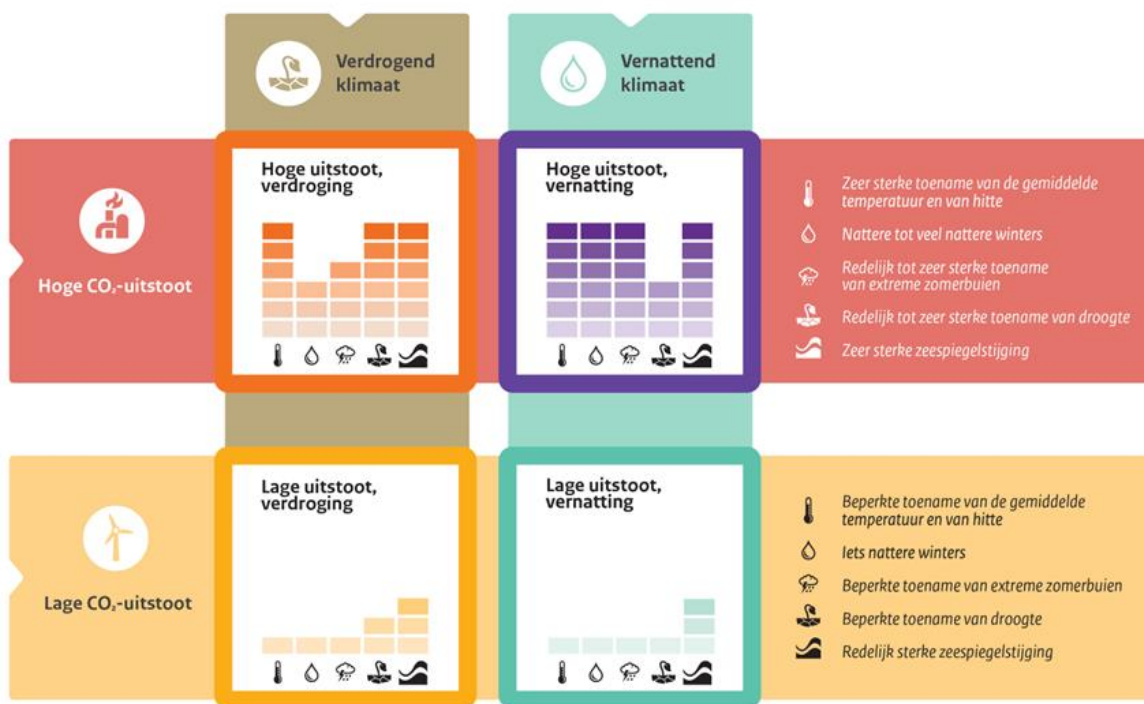 Verdrogend
klimaat
Vernattend
klimaat
Hoge CO₂-uitstoot
Hoge uitstoot,
verdroging
Hoge uitstoot,
vernatting
Zeer sterke toename van de gemiddelde
temperatuur en van hitte
Nattere tot veel nattere winters
Redelijk tot zeer sterke toename
van extreme zomerbuien
Redelijk tot zeer sterke toename van droogte
Zeer sterke zeespiegelstijging
Lage CO₂-uitstoot
Lage uitstoot,
verdroging
Lage uitstoot,
vernatting
Beperkte toename van de gemiddelde
temperatuur en van hitte
Iets nattere winters
Beperkte toename van extreme zomerbuien
Beperkte toename van droogte
Redelijk sterke zeespiegelstijging